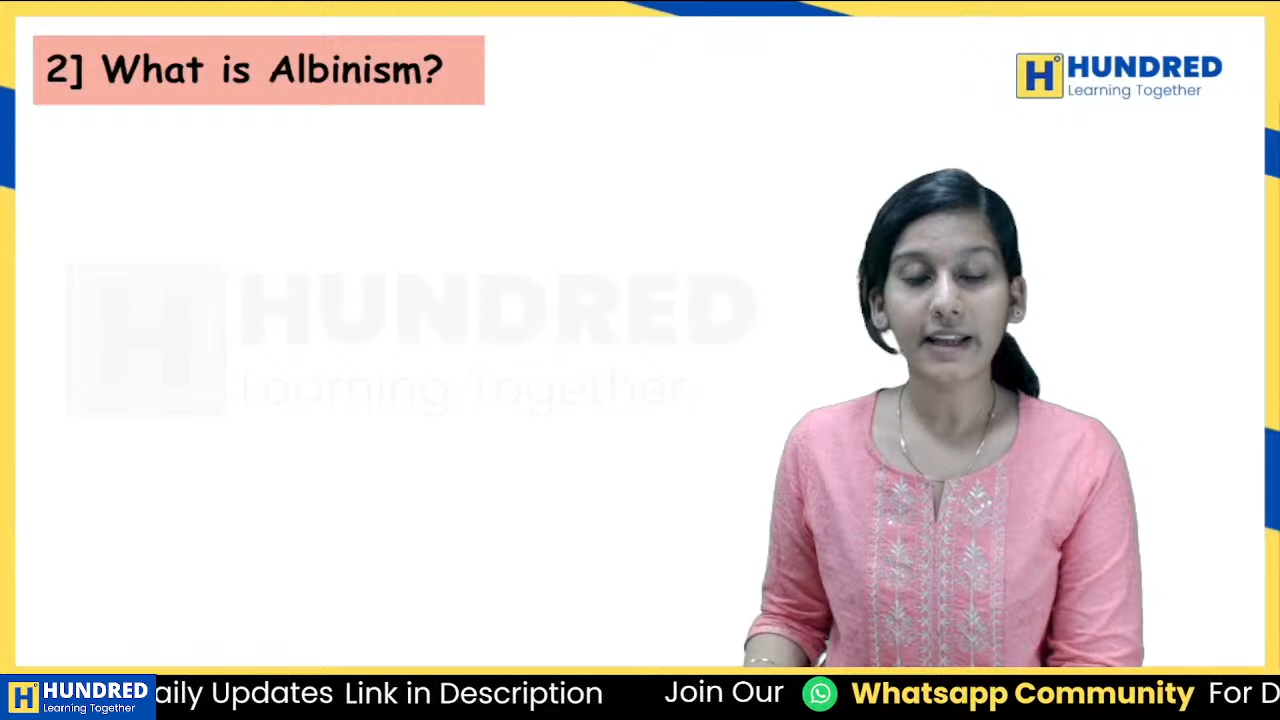 2] What is Albinism?
H° HUNDRED
Learning Together
H° HUNDRED
Learning Together
H° HUNDRED
Learning Together
aily Updates Link in Description Join Our Whatsapp Community For D